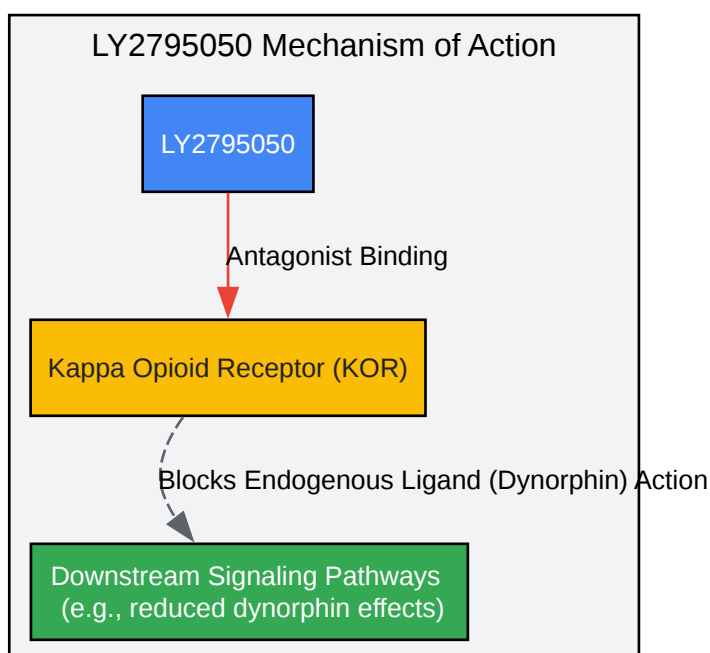 LY2795050 Mechanism of Action
LY2795050
Antagonist Binding
Kappa Opioid Receptor (KOR)
Blocks Endogenous Ligand (Dynorphin) Action
Downstream Signaling Pathways
(e.g., reduced dynorphin effects)